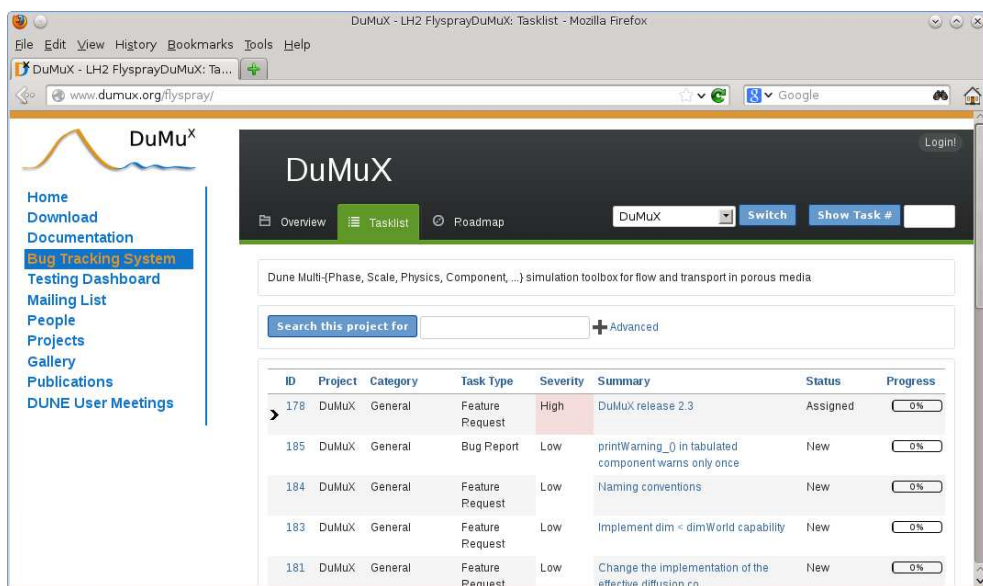 DuMuX - LH2 FlysprayDuMuX: Tasklist - Mozilla Firefox
File Edit View History Bookmarks Tools Help
DuMuX - LH2 FlysprayDuMuX: Ta...
www.dumux.org/flyspray/
Google
DuMuX
Home
Download
Documentation
Bug Tracking System
Testing Dashboard
Mailing List
People
Projects
Gallery
Publications
DUNE User Meetings
Login!
DuMuX
Overview Tasklist Roadmap DuMuX Switch Show Task #
Dune Multi-{Phase, Scale, Physics, Component, ...} simulation toolbox for flow and transport in porous media
Search this project for Advanced
ID Project Category Task Type Severity Summary Status Progress
178 DuMuX General Feature Request High DuMuX release 2.3 Assigned 0%
185 DuMuX General Bug Report Low printWarning_() in tabulated component warns only once New 0%
184 DuMuX General Feature Request Low Naming conventions New 0%
183 DuMuX General Feature Request Low Implement dim < dimWorld capability New 0%
181 DuMuX General Feature Request Low Change the implementation of the effective diffusion co... New 0%